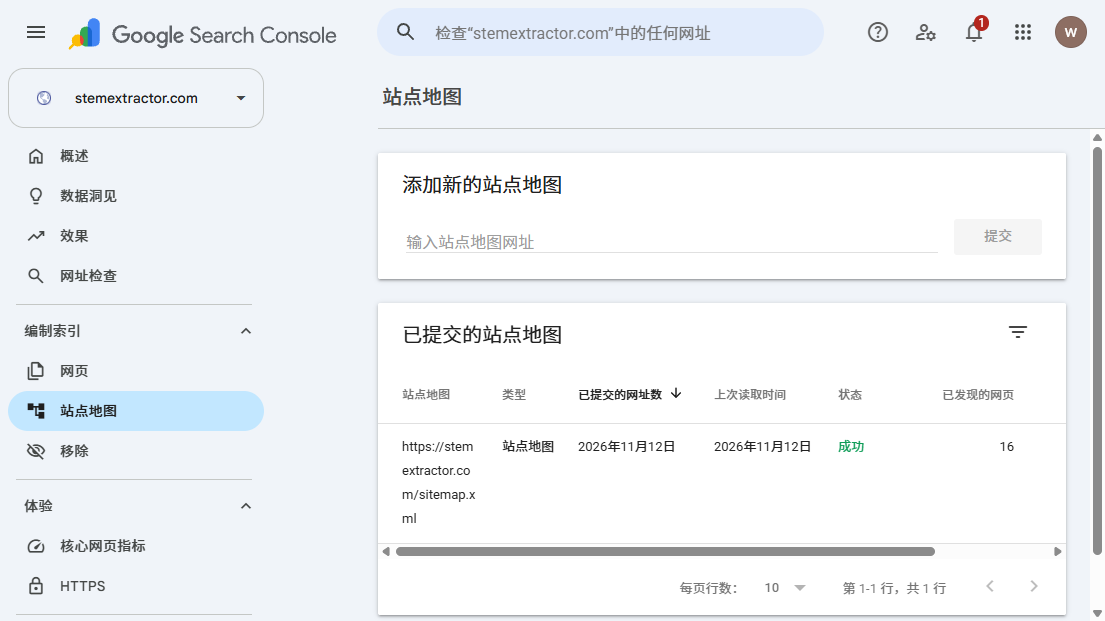 Google Search Console
检查“stemextractor.com”中的任何网址
1
W
stemextractor.com
概述
数据洞见
效果
网址检查
编制索引
网页
站点地图
移除
体验
核心网页指标
HTTPS
站点地图
添加新的站点地图
输入站点地图网址
提交
已提交的站点地图
站点地图 类型 已提交的网址数 上次读取时间 状态 已发现的网页
https://stem 站点地图 2026年11月12日 2026年11月12日 成功 16
extractor.co
m/sitemap.x
ml
每页行数： 10 第 1-1 行，共 1 行